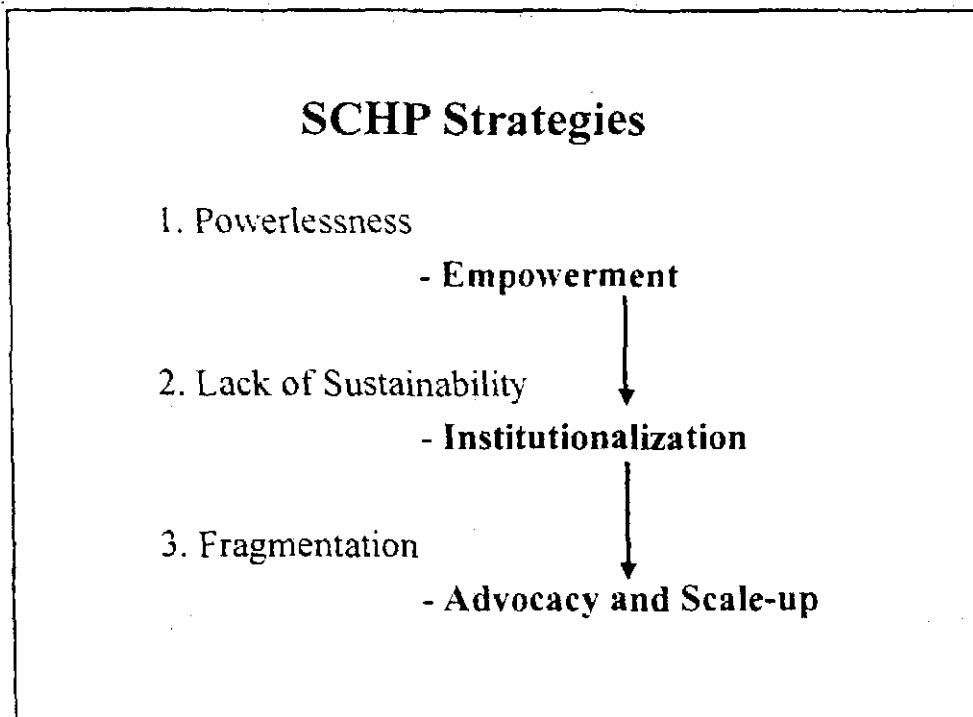 SCHP Strategies
1. Powerlessness
- Empowerment
2. Lack of Sustainability
- Institutionalization
3. Fragmentation
- Advocacy and Scale-up